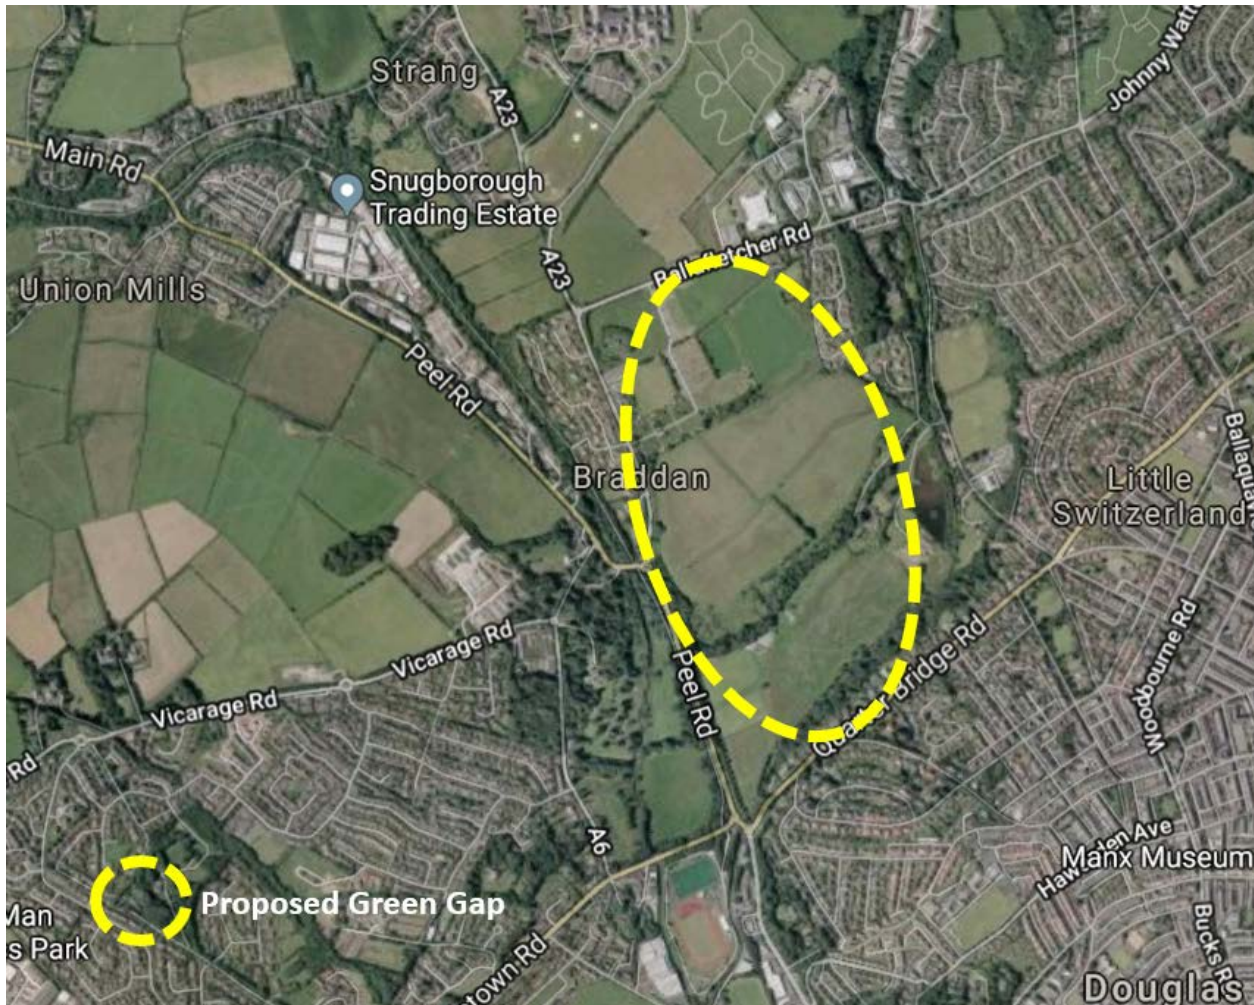 Strang
A23
Johnny Watt
Main Rd
Snugborough
Trading Estate
A23
Ballafletcher Rd
Union Mills
Peel Rd
Braddan
Little
Switzerland
Ballaqua
Vicarage Rd
Vicarage Rd
Peel Rd
Quarter Bridge Rd
Woodbourne Rd
Rd
A6
Hawarden Ave
Manx Museum
Proposed Green Gap
Man
s Park
Bucks R
town Rd
Douglas